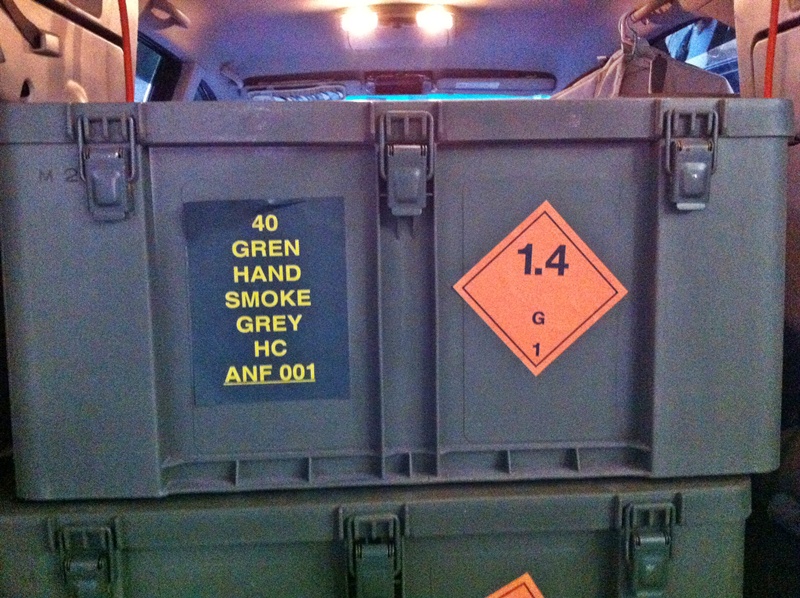 M 2
40
GREN
HAND
SMOKE
GREY
HC
ANF 001
1.4
G
1